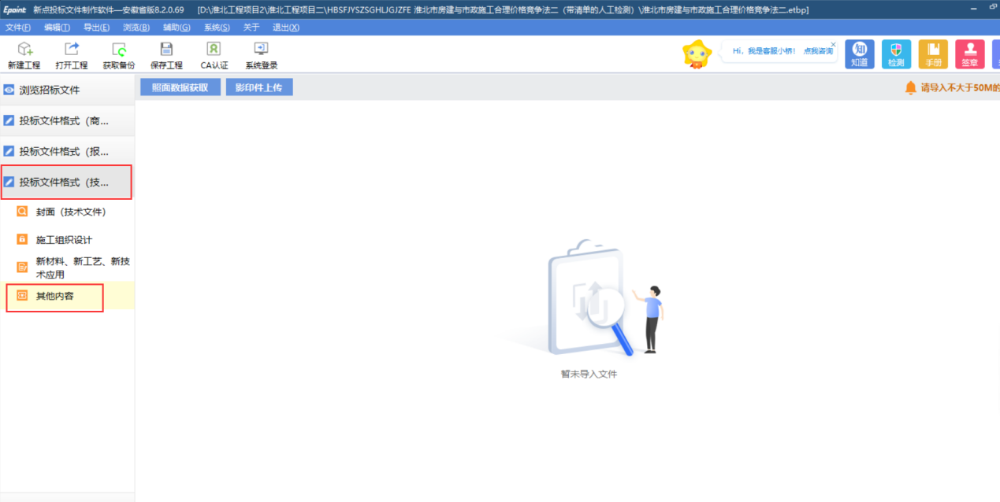 Epoint 新点投标文件制作软件—安徽省版8.2.0.69 [D:\淮北工程项目2\淮北工程项目二\HBSFJYSZSGHLJGJZFE 淮北市房建与市政施工合理价格竞争法二（带清单的人工检测）\淮北市房建与市政施工合理价格竞争法二.etbp]
文件(F) 编辑(T) 导出(E) 浏览(B) 辅助(G) 系统(S) 关于 退出(X)
新建工程 打开工程 获取备份 保存工程 CA认证 系统登录
Hi，我是客服小桥！ 点我咨询
知
知道 检测 手册 签章
浏览招标文件
照面数据获取 影印件上传
请导入不大于50M的
投标文件格式（商...
投标文件格式（报...
投标文件格式（技...
封面（技术文件）
施工组织设计
新材料、新工艺、新技
术应用
其他内容
暂未导入文件